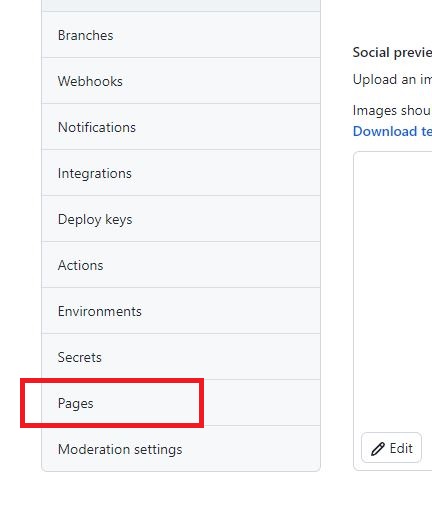 Branches
Webhooks
Notifications
Integrations
Deploy keys
Actions
Environments
Secrets
Pages
Moderation settings
Social previe
Upload an im
Images shou
Download te
Edit